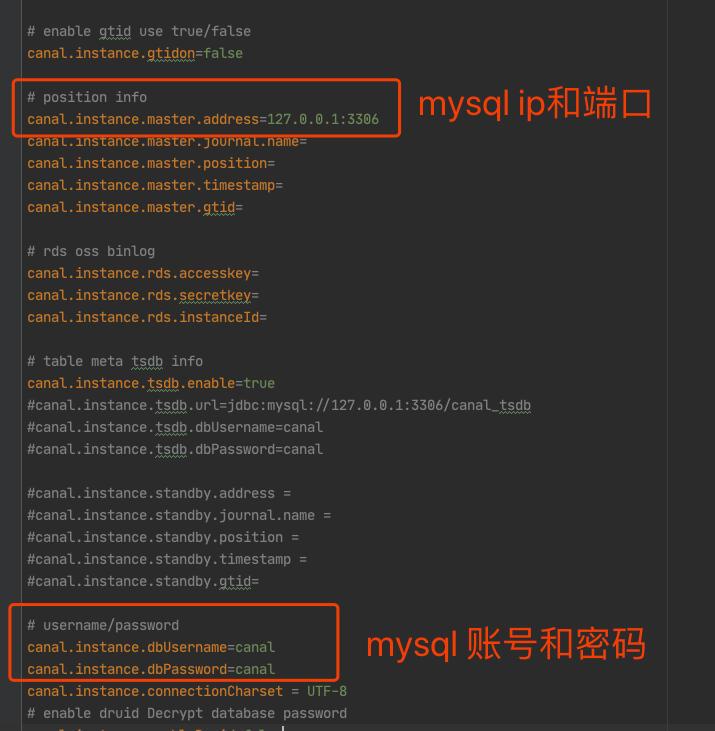 # enable gtid use true/false
canal.instance.gtidon=false
# position info
canal.instance.master.address=127.0.0.1:3306
mysql ip和端口
canal.instance.master.journal.name=
canal.instance.master.position=
canal.instance.master.timestamp=
canal.instance.master.gtid=
# rds oss binlog
canal.instance.rds.accesskey=
canal.instance.rds.secretkey=
canal.instance.rds.instanceId=
# table meta tsdb info
canal.instance.tsdb.enable=true
#canal.instance.tsdb.url=jdbc:mysql://127.0.0.1:3306/canal_tsdb
#canal.instance.tsdb.dbUsername=canal
#canal.instance.tsdb.dbPassword=canal
#canal.instance.standby.address =
#canal.instance.standby.journal.name =
#canal.instance.standby.position =
#canal.instance.standby.timestamp =
#canal.instance.standby.gtid=
# username/password
canal.instance.dbUsername=canal
canal.instance.dbPassword=canal
mysql 账号和密码
canal.instance.connectionCharset = UTF-8
# enable druid Decrypt database password